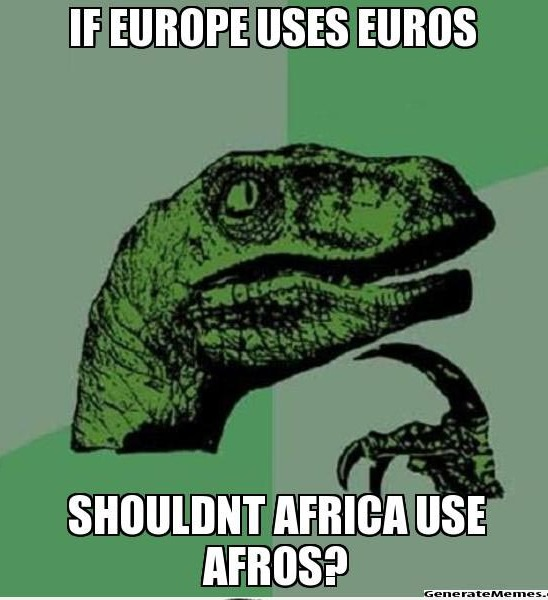 IF EUROPE USES EUROS
SHOULDNT AFRICA USE
AFROS?
GenerateMemes.